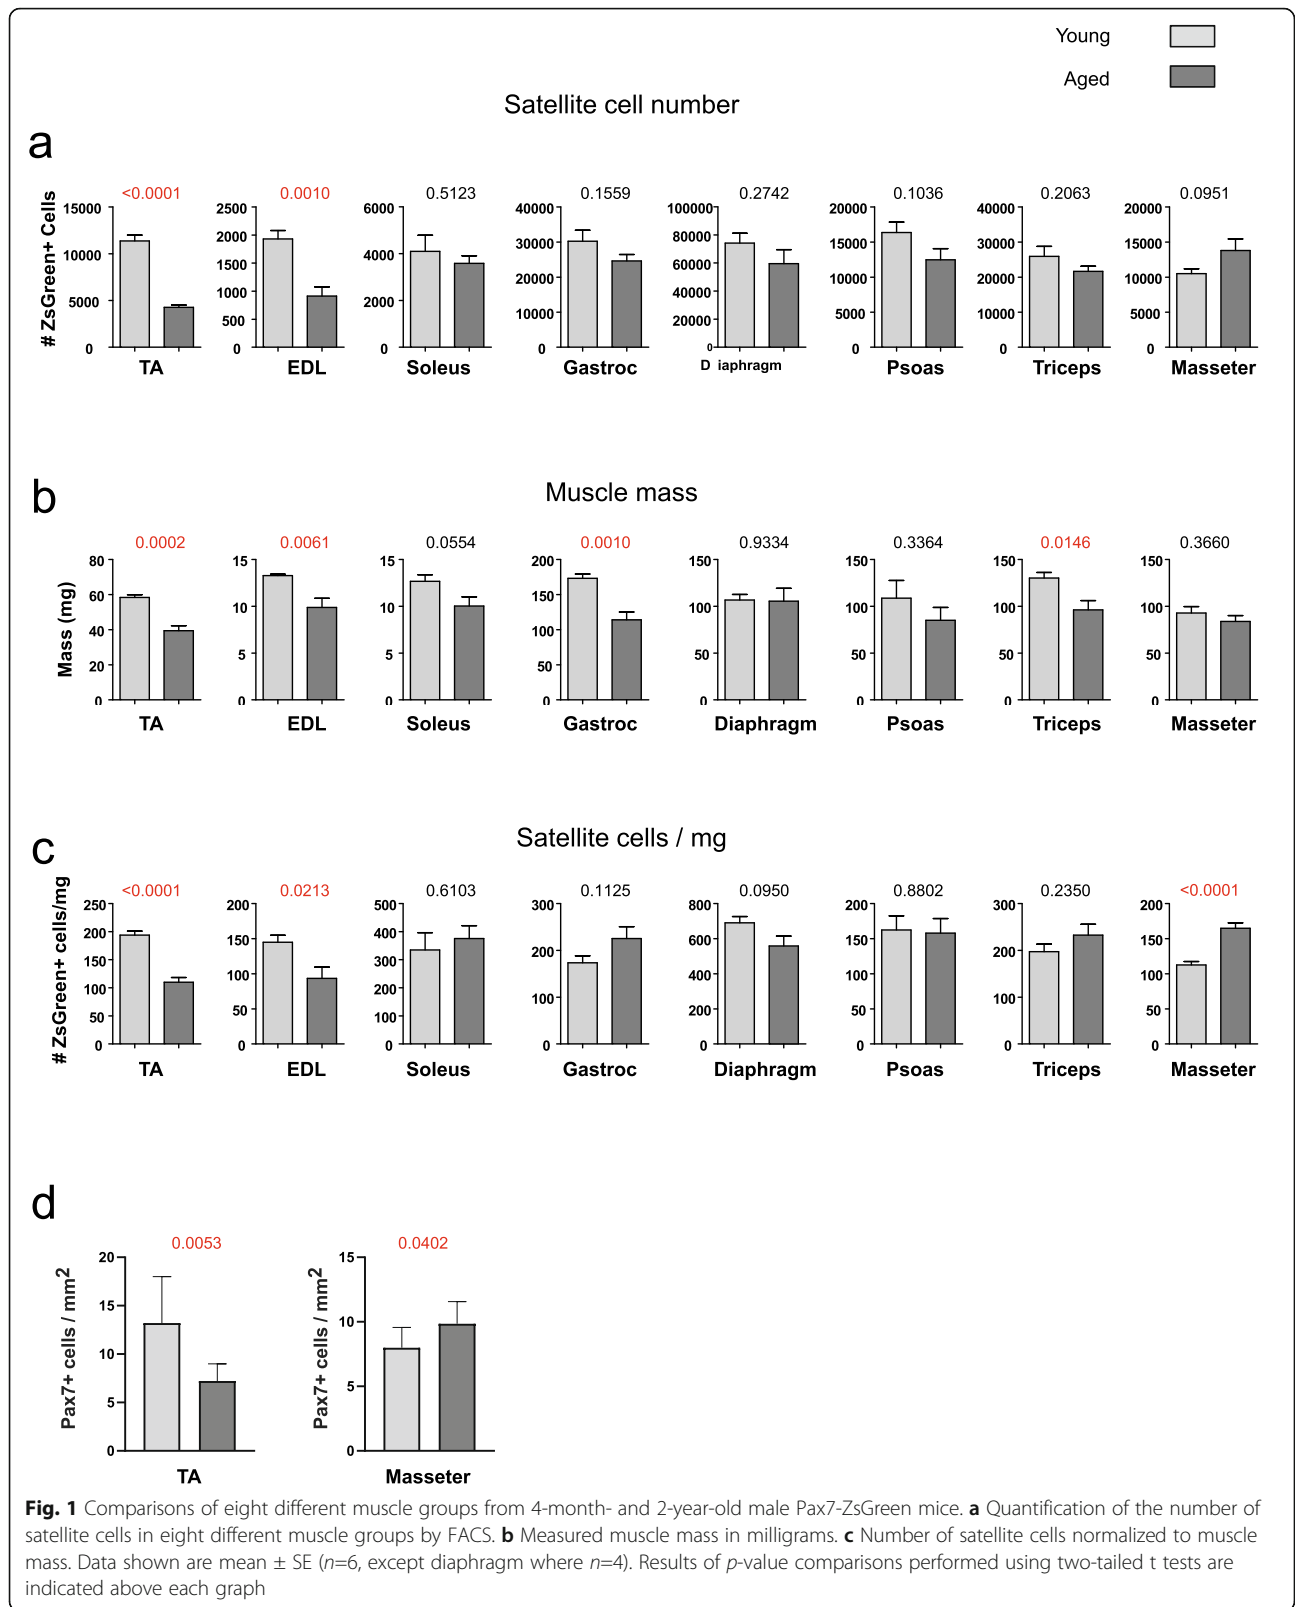 Young
Aged
Satellite cell number
a
# ZsGreen+ Cells
<0.0001 0.0010 0.5123 0.1559 0.2742 0.1036 0.2063 0.0951
15000 2500 6000 40000 100000 20000 40000 20000
2000 80000
10000 4000 30000 15000 30000 15000
1500 60000
20000 10000 20000 10000
1000 40000
5000 2000
500 10000 20000 5000 10000 5000
0 0 0 0 0 0 0 0
TA EDL Soleus Gastroc D iaphragm Psoas Triceps Masseter
b
Muscle mass
Mass (mg)
0.0002 0.0061 0.0554 0.0010 0.9334 0.3364 0.0146 0.3660
80 15 15 200 150 150 150 150
60 150
10 10 100 100 100 100
40 100
5 5 50 50 50 50
20 50
0 0 0 0 0 0 0 0
TA EDL Soleus Gastroc Diaphragm Psoas Triceps Masseter
c
Satellite cells / mg
# ZsGreen+ cells/mg
<0.0001 0.0213 0.6103 0.1125 0.0950 0.8802 0.2350 <0.0001
250 200 500 300 800 200 300 200
200 400
150 600 150 150
150 300 200 200
100 400 100 100
100 200 100 100
50 50 100 200 50 50
0 0 0 0 0 0 0 0
TA EDL Soleus Gastroc Diaphragm Psoas Triceps Masseter
d
Pax7+ cells / mm2
0.0053
20
15
10
5
0
TA
Pax7+ cells / mm2
0.0402
15
10
5
0
Masseter
Fig. 1 Comparisons of eight different muscle groups from 4-month- and 2-year-old male Pax7-ZsGreen mice. a Quantification of the number of
satellite cells in eight different muscle groups by FACS. b Measured muscle mass in milligrams. c Number of satellite cells normalized to muscle
mass. Data shown are mean ± SE (n=6, except diaphragm where n=4). Results of p-value comparisons performed using two-tailed t tests are
indicated above each graph